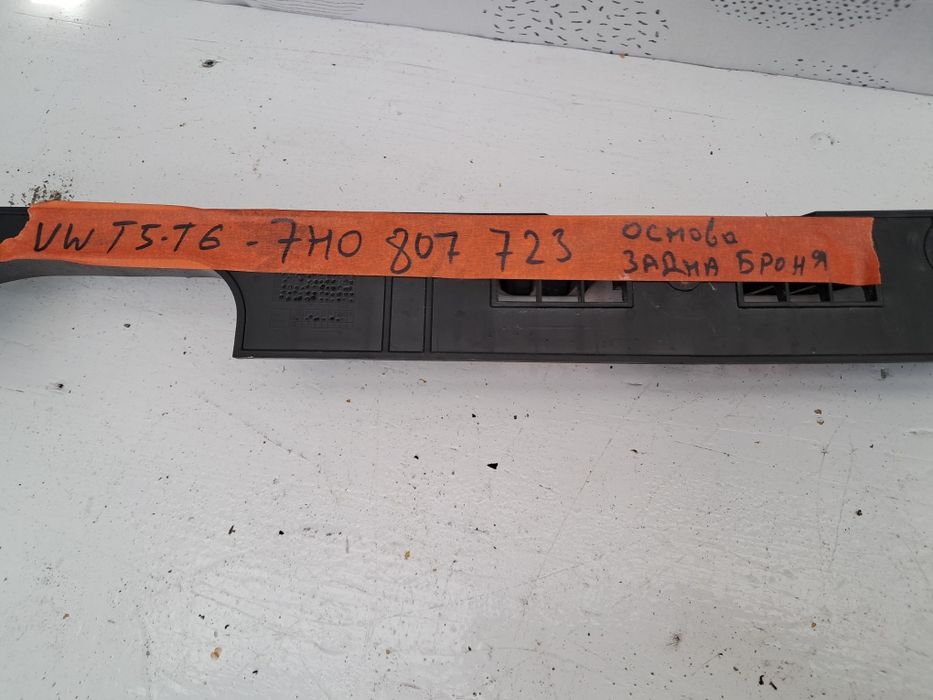 VW T5-T6 - 7H0 807 723 основа
ЗАДНА БРОНЯ